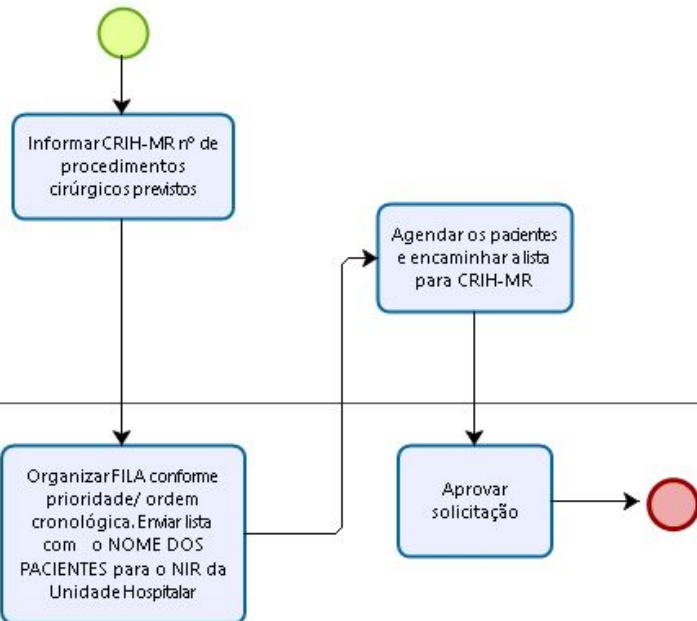 Informar CRIH-MR nº de
procedimentos
cirúrgicos previstos
Agendar os pacientes
e encaminhar a lista
para CRIH-MR
Organizar FILA conforme
prioridade/ ordem
cronológica. Enviar lista
com o NOME DOS
PACIENTES para o NIR da
Unidade Hospitalar
Aprovar
solicitação